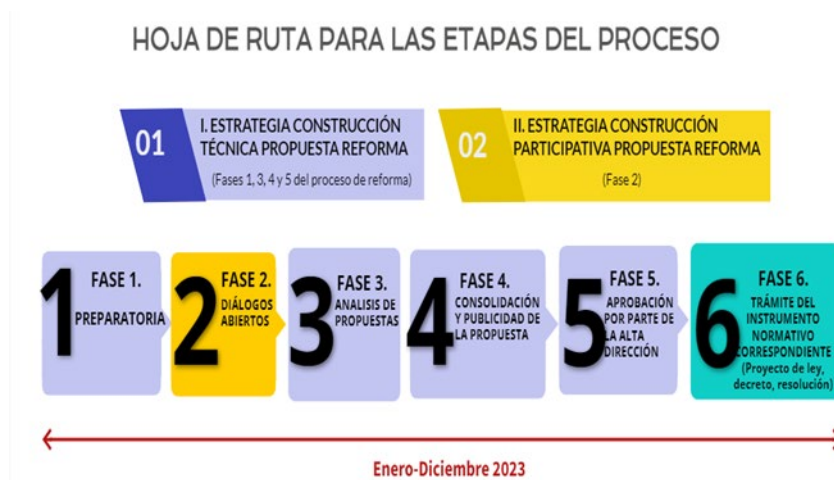 HOJA DE RUTA PARA LAS ETAPAS DEL PROCESO
01
I. ESTRATEGIA CONSTRUCCIÓN
TÉCNICA PROPUESTA REFORMA
(Fases 1, 3, 4 y 5 del proceso de reforma)
02
II. ESTRATEGIA CONSTRUCCIÓN
PARTICIPATIVA PROPUESTA REFORMA
(Fase 2)
1
FASE 1.
PREPARATORIA
2
FASE 2.
DIÁLOGOS
ABIERTOS
3
FASE 3.
ANALISIS DE
PROPUESTAS
4
FASE 4.
CONSOLIDACIÓN
Y PUBLICIDAD DE
LA PROPUESTA
5
FASE 5.
APROBACIÓN
POR PARTE DE
LA ALTA
DIRECCIÓN
6
FASE 6.
TRÁMITE DEL
INSTRUMENTO
NORMATIVO
CORRESPONDIENTE
(Proyecto de ley,
decreto, resolución)
Enero-Diciembre 2023